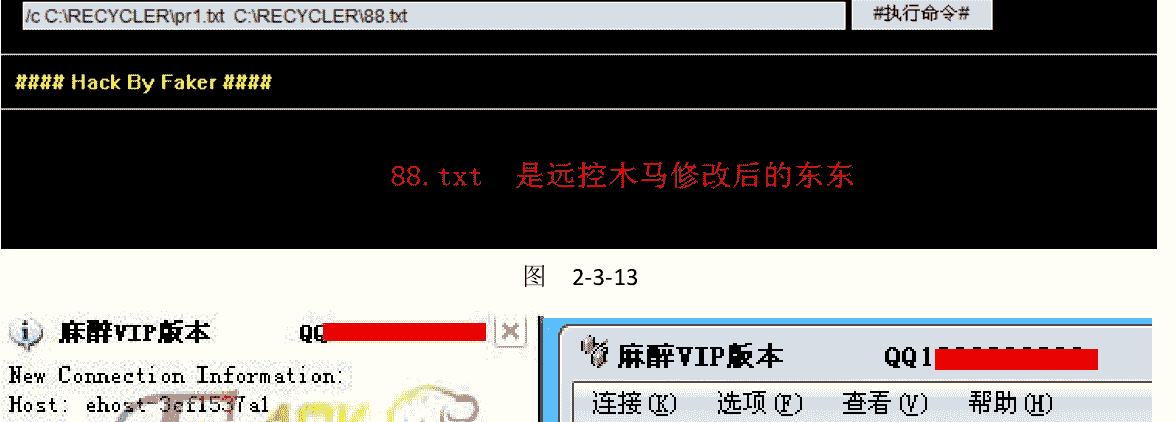 /c C:\RECYCLER\pr1.txt C:\RECYCLER\88.txt #执行命令#
#### Hack By Faker ####
88.txt 是远控木马修改后的东东
图 2-3-13
麻醉VIP版本 QQ
New Connection Information:
Host: ehost-3cf1537a1
麻醉VIP版本 QQ1
连接(K) 选项(F) 查看(V) 帮助(H)